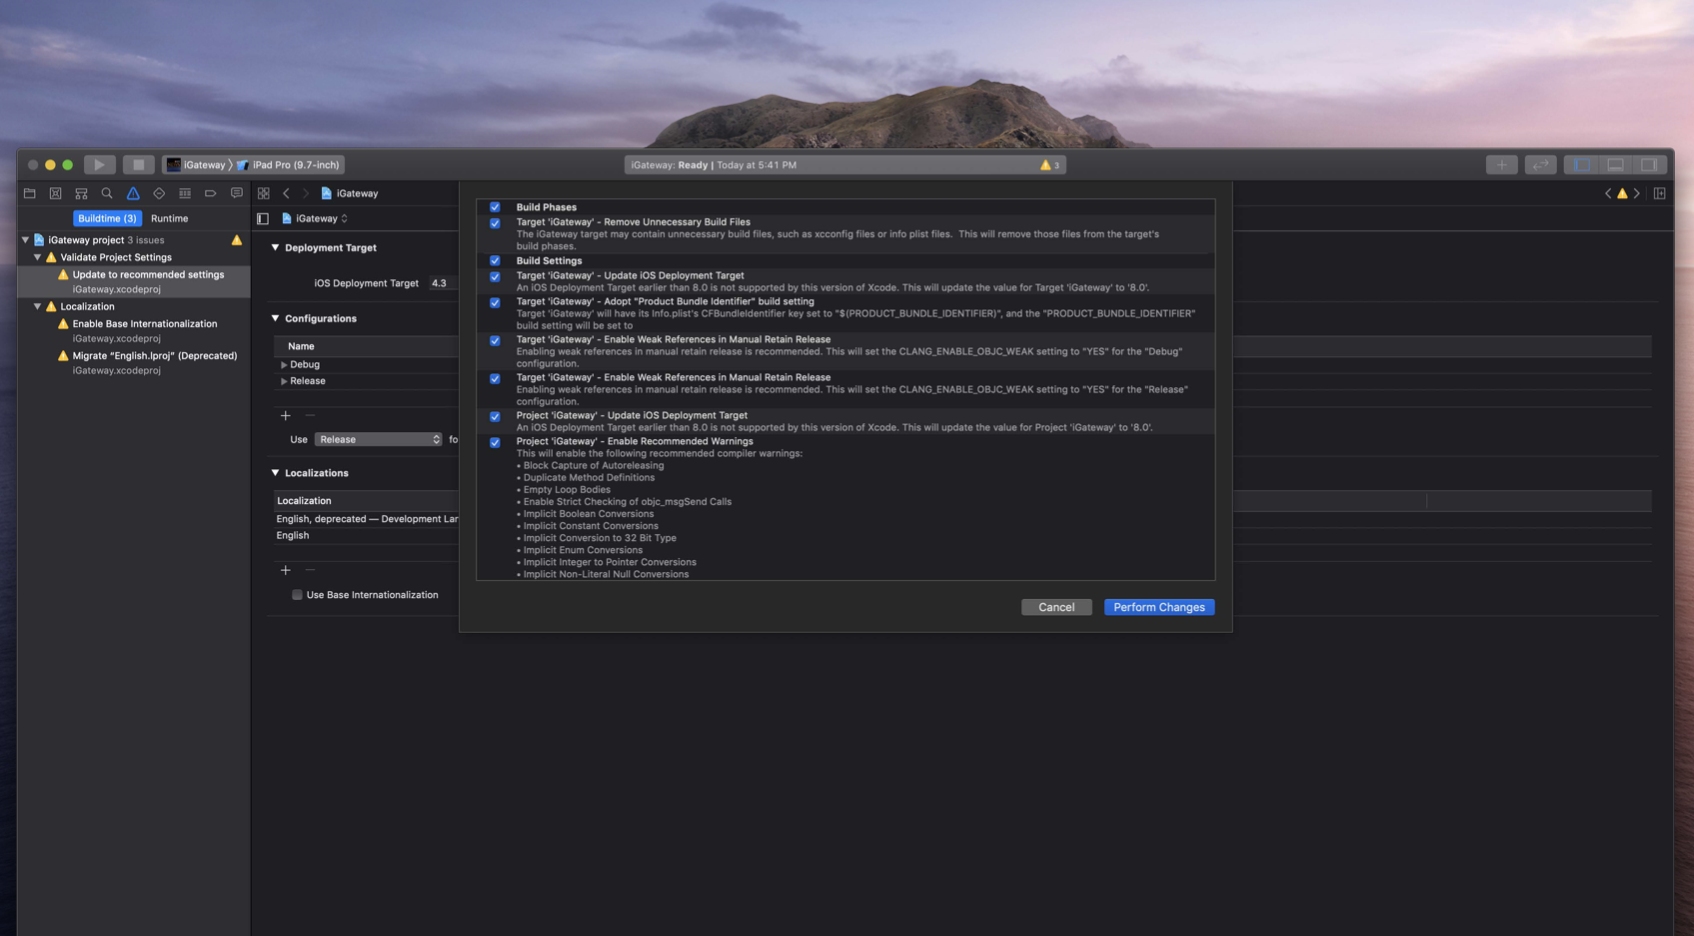 iGateway iPad Pro (9.7-inch)
iGateway: Ready | Today at 5:41 PM
3
iGateway
Buildtime (3) Runtime
iGateway project 3 issues
Validate Project Settings
Update to recommended settings
iGateway.xcodeproj
Localization
Enable Base Internationalization
iGateway.xcodeproj
Migrate “English.lproj” (Deprecated)
iGateway.xcodeproj
iGateway
Deployment Target
iOS Deployment Target 4.3
Configurations
Name
Debug
Release
Use Release fo
Localizations
Localization
English, deprecated — Development Lan
English
Use Base Internationalization
Build Phases
Target 'iGateway' - Remove Unnecessary Build Files
The iGateway target may contain unnecessary build files, such as xcconfig files or info plist files. This will remove those files from the target's
build phases.
Build Settings
Target 'iGateway' - Update iOS Deployment Target
An iOS Deployment Target earlier than 8.0 is not supported by this version of Xcode. This will update the value for Target 'iGateway' to '8.0'.
Target 'iGateway' - Adopt "Product Bundle Identifier" build setting
Target 'iGateway' will have its Info.plist's CFBundleIdentifier key set to "$(PRODUCT_BUNDLE_IDENTIFIER)", and the "PRODUCT_BUNDLE_IDENTIFIER"
build setting will be set to
Target 'iGateway' - Enable Weak References in Manual Retain Release
Enabling weak references in manual retain release is recommended. This will set the CLANG_ENABLE_OBJC_WEAK setting to "YES" for the "Debug"
configuration.
Target 'iGateway' - Enable Weak References in Manual Retain Release
Enabling weak references in manual retain release is recommended. This will set the CLANG_ENABLE_OBJC_WEAK setting to "YES" for the "Release"
configuration.
Project 'iGateway' - Update iOS Deployment Target
An iOS Deployment Target earlier than 8.0 is not supported by this version of Xcode. This will update the value for Project 'iGateway' to '8.0'.
Project 'iGateway' - Enable Recommended Warnings
This will enable the following recommended compiler warnings:
• Block Capture of Autoreleasing
• Duplicate Method Definitions
• Empty Loop Bodies
• Enable Strict Checking of objc_msgSend Calls
• Implicit Boolean Conversions
• Implicit Constant Conversions
• Implicit Conversion to 32 Bit Type
• Implicit Enum Conversions
• Implicit Integer to Pointer Conversions
• Implicit Non-Literal Null Conversions
Cancel Perform Changes